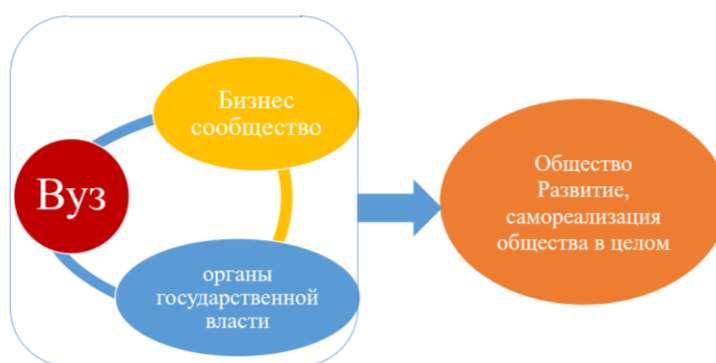 Бизнес
сообщество
Вуз
органы
государственной
власти
Общество
Развитие,
самореализация
общества в целом